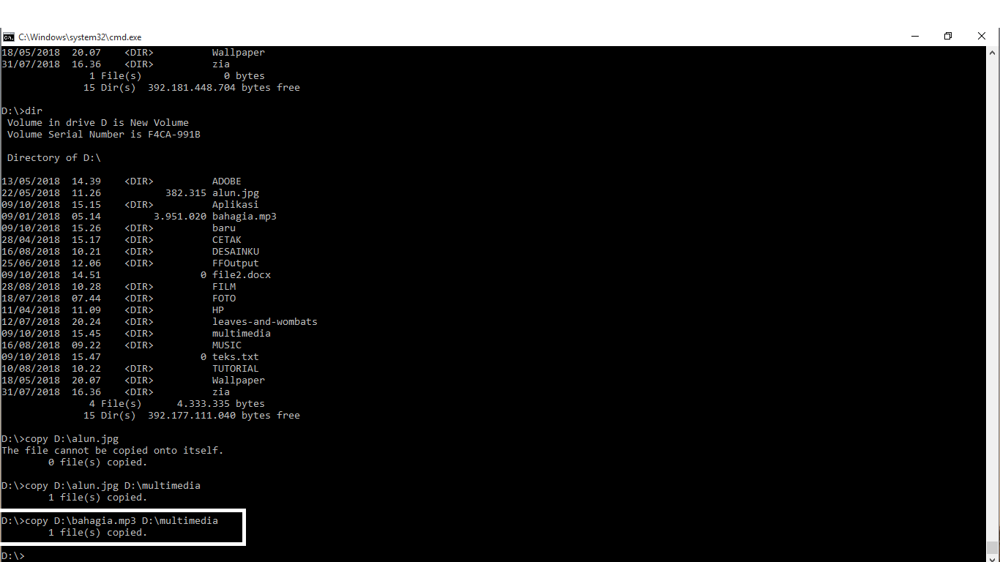 C:\Windows\system32\cmd.exe
18/05/2018  20.07    <DIR>          Wallpaper
31/07/2018  16.36    <DIR>          zia
               1 File(s)              0 bytes
              15 Dir(s)  392.181.448.704 bytes free
D:\>dir
 Volume in drive D is New Volume
 Volume Serial Number is F4CA-991B
 Directory of D:\
13/05/2018  14.39    <DIR>          ADOBE
22/05/2018  11.26           382.315 alun.jpg
09/10/2018  15.15    <DIR>          Aplikasi
09/01/2018  05.14         3.951.020 bahagia.mp3
09/10/2018  15.26    <DIR>          baru
28/04/2018  15.17    <DIR>          CETAK
16/08/2018  10.21    <DIR>          DESAINKU
25/06/2018  12.06    <DIR>          FFOutput
09/10/2018  14.51                 0 file2.docx
28/08/2018  10.28    <DIR>          FILM
18/07/2018  07.44    <DIR>          FOTO
11/04/2018  11.09    <DIR>          HP
12/07/2018  20.24    <DIR>          leaves-and-wombats
09/10/2018  15.45    <DIR>          multimedia
16/08/2018  09.22    <DIR>          MUSIC
09/10/2018  15.47                 0 teks.txt
10/08/2018  10.22    <DIR>          TUTORIAL
18/05/2018  20.07    <DIR>          Wallpaper
31/07/2018  16.36    <DIR>          zia
               4 File(s)      4.333.335 bytes
              15 Dir(s)  392.177.111.040 bytes free
D:\>copy D:\alun.jpg
The file cannot be copied onto itself.
        0 file(s) copied.
D:\>copy D:\alun.jpg D:\multimedia
        1 file(s) copied.
D:\>copy D:\bahagia.mp3 D:\multimedia
        1 file(s) copied.
D:\>